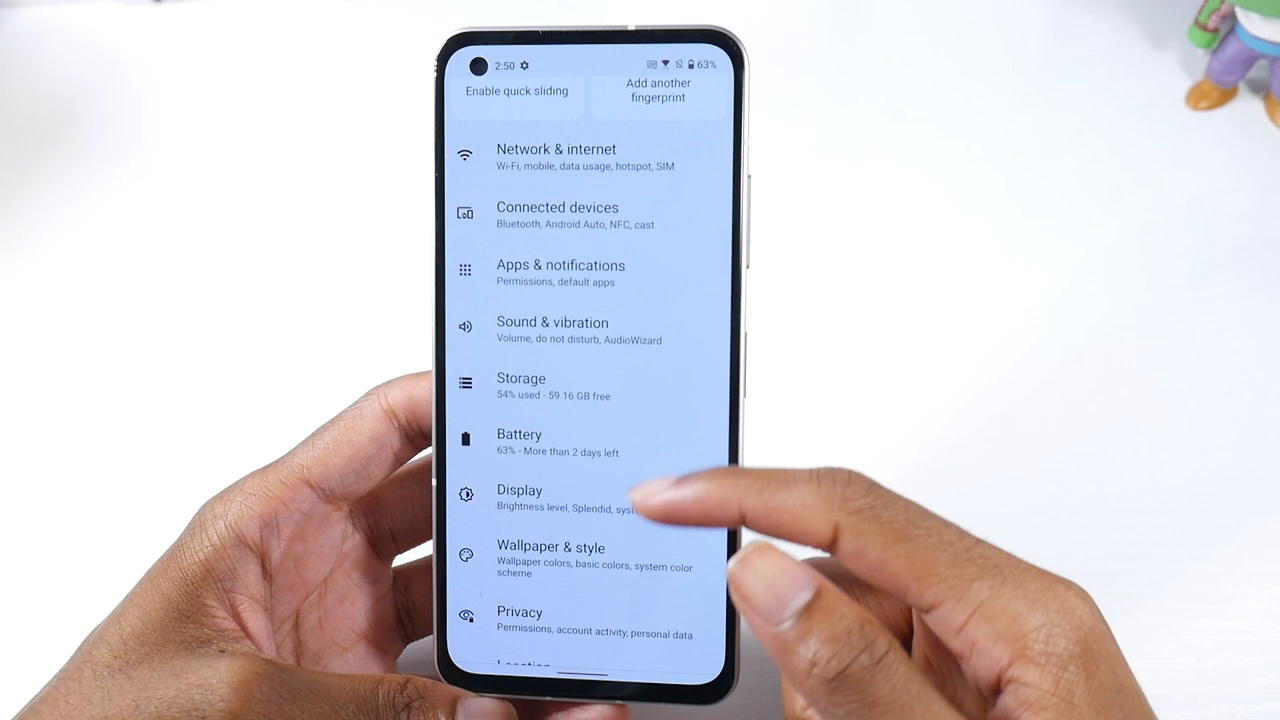 2:50
63%
Enable quick sliding
Add another
fingerprint
Network & internet
Wi-Fi, mobile, data usage, hotspot, SIM
Connected devices
Bluetooth, Android Auto, NFC, cast
Apps & notifications
Permissions, default apps
Sound & vibration
Volume, do not disturb, AudioWizard
Storage
54% used - 59.16 GB free
Battery
63% - More than 2 days left
Display
Brightness level, Splendid,
Wallpaper & style
Wallpaper colors, basic colors, system color
scheme
Privacy
Permissions, account activity, personal data